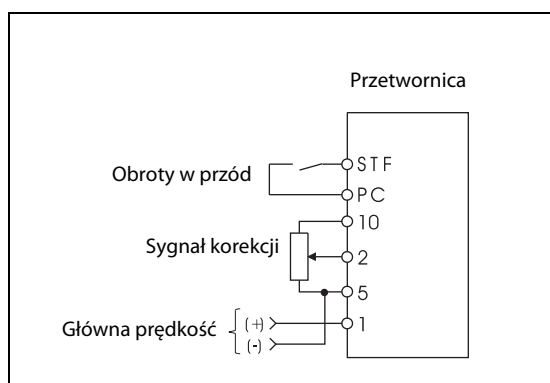 Przetwornica
Obroty w przód
STF
PC
10
Sygnał korekcji
2
5
Główna prędkość
(+)
1
(-)